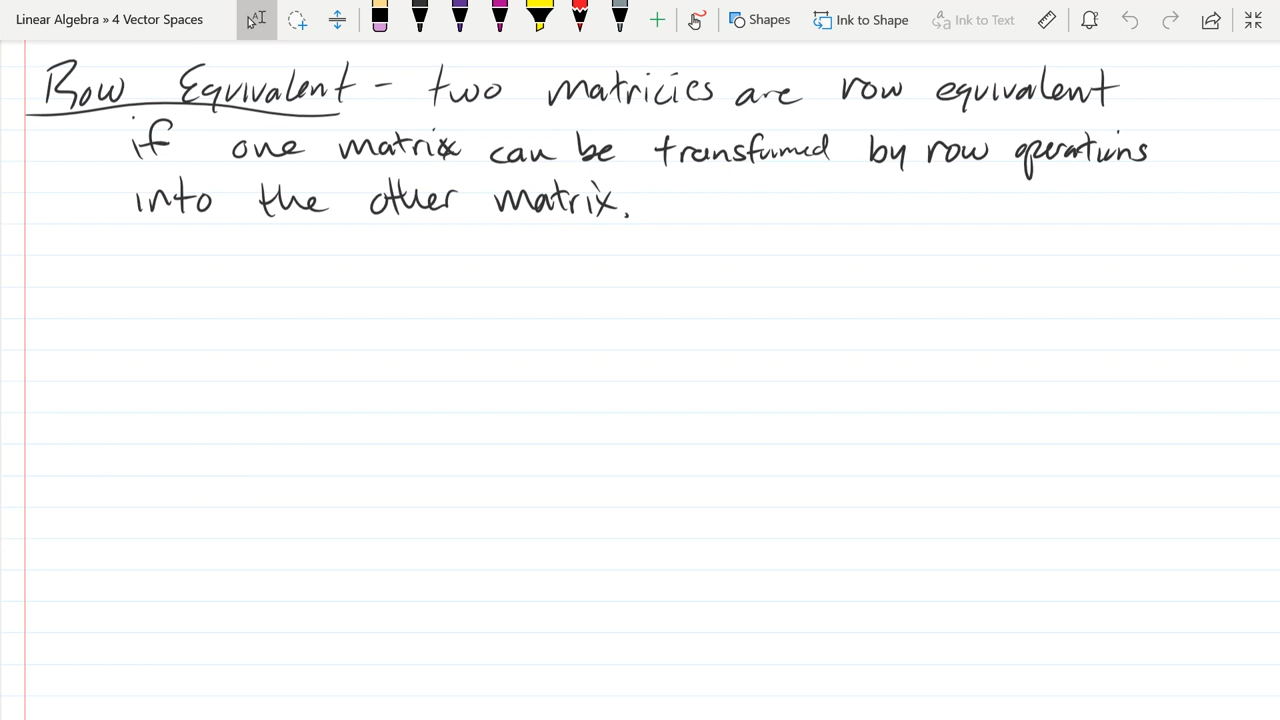 Linear Algebra » 4 Vector Spaces Shapes Ink to Shape Ink to Text
Row Equivalent - two matricies are row equivalent
if one matrix can be transformed by row operations
into the other matrix.